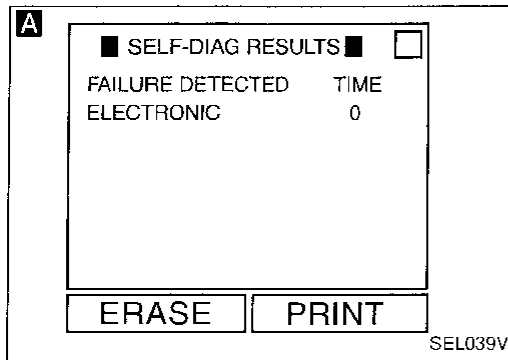 A
SELF-DIAG RESULTS
FAILURE DETECTED TIME
ELECTRONIC 0
ERASE PRINT
SEL039V